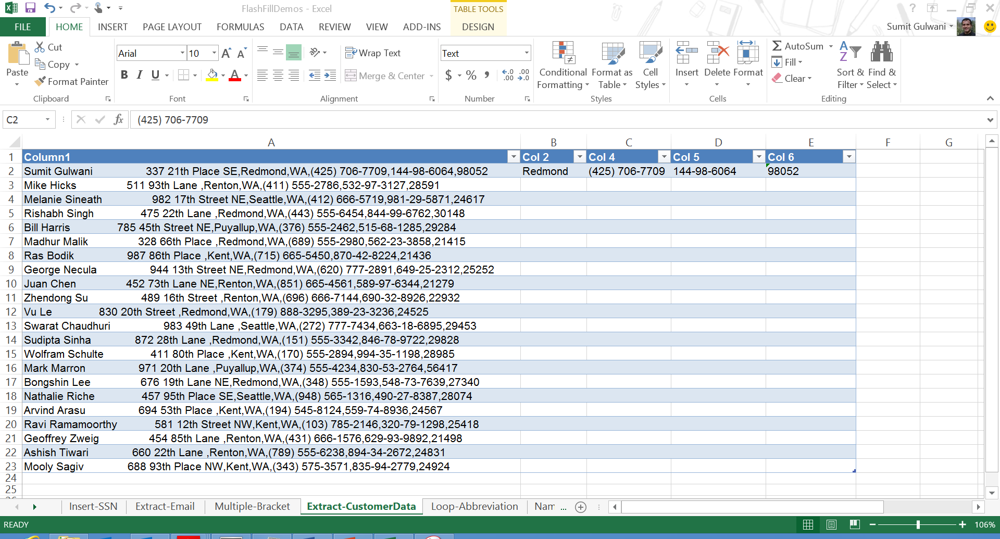 FlashFillDemos - Excel
TABLE TOOLS
?
FILE HOME INSERT PAGE LAYOUT FORMULAS DATA REVIEW VIEW ADD-INS DESIGN Sumit Gulwani
Cut
Copy
Format Painter
Paste
Clipboard
Arial 10 A A
B I U A
Font
Wrap Text
Merge & Center
Alignment
Text
$ % , ←.0 .00 .00 →.0
Number
Conditional Formatting
Format as Table
Cell Styles
Styles
Insert Delete Format
Cells
AutoSum
Fill
Clear
Sort & Filter
Find & Select
Editing
C2 fx (425) 706-7709
A B C D E F G
1 Column1 Col 2 Col 4 Col 5 Col 6
2 Sumit Gulwani 337 21th Place SE,Redmond,WA,(425) 706-7709,144-98-6064,98052 Redmond (425) 706-7709 144-98-6064 98052
3 Mike Hicks 511 93th Lane ,Renton,WA,(411) 555-2786,532-97-3127,28591
4 Melanie Sineath 982 17th Street NE,Seattle,WA,(412) 666-5719,981-29-5871,24617
5 Rishabh Singh 475 22th Lane ,Redmond,WA,(443) 555-6454,844-99-6762,30148
6 Bill Harris 785 45th Street NE,Puyallup,WA,(376) 555-2462,515-68-1285,29284
7 Madhur Malik 328 66th Place ,Redmond,WA,(689) 555-2980,562-23-3858,21415
8 Ras Bodik 987 86th Place ,Kent,WA,(715) 665-5450,870-42-8224,21436
9 George Necula 944 13th Street NE,Redmond,WA,(620) 777-2891,649-25-2312,25252
10 Juan Chen 452 73th Lane NE,Renton,WA,(851) 665-4561,589-97-6344,21279
11 Zhendong Su 489 16th Street ,Renton,WA,(696) 666-7144,690-32-8926,22932
12 Vu Le 830 20th Street ,Redmond,WA,(179) 888-3295,389-23-3236,24525
13 Swarat Chaudhuri 983 49th Lane ,Seattle,WA,(272) 777-7434,663-18-6895,29453
14 Sudipta Sinha 872 28th Lane ,Redmond,WA,(151) 555-3342,846-78-9722,29828
15 Wolfram Schulte 411 80th Place ,Kent,WA,(170) 555-2894,994-35-1198,28985
16 Mark Marron 971 20th Lane ,Puyallup,WA,(374) 555-4234,830-53-2764,56417
17 Bongshin Lee 676 19th Lane NE,Redmond,WA,(348) 555-1593,548-73-7639,27340
18 Nathalie Riche 457 95th Place SE,Seattle,WA,(948) 565-1316,490-27-8387,28074
19 Arvind Arasu 694 53th Place ,Kent,WA,(194) 545-8124,559-74-8936,24567
20 Ravi Ramamoorthy 581 12th Street NW,Kent,WA,(103) 785-2146,320-79-1298,25418
21 Geoffrey Zweig 454 85th Lane ,Renton,WA,(431) 666-1576,629-93-9892,21498
22 Ashish Tiwari 660 22th Lane ,Renton,WA,(789) 555-6238,894-34-2672,24831
23 Mooly Sagiv 688 93th Place NW,Kent,WA,(343) 575-3571,835-94-2779,24924
24
25
Insert-SSN Extract-Email Multiple-Bracket Extract-CustomerData Loop-Abbreviation Nam ...
READY 106%